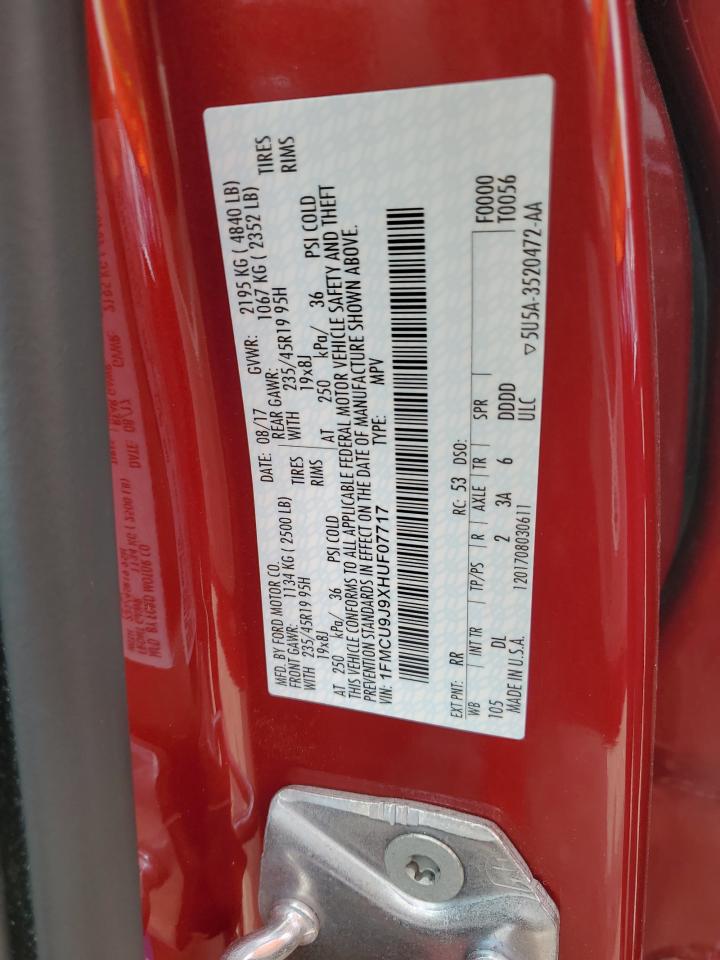 MFD. BY FORD MOTOR CO. DATE: 08/17 GVWR: 2195 KG ( 4840 LB)
FRONT GAWR: 1134 KG ( 2500 LB) REAR GAWR: 1067 KG ( 2352 LB)
WITH 235/45R19 95H TIRES WITH 235/45R19 95H TIRES
19x8J RIMS 19x8J RIMS
AT 250 kPa/ 36 PSI COLD AT 250 kPa/ 36 PSI COLD
THIS VEHICLE CONFORMS TO ALL APPLICABLE FEDERAL MOTOR VEHICLE SAFETY AND THEFT
PREVENTION STANDARDS IN EFFECT ON THE DATE OF MANUFACTURE SHOWN ABOVE.
VIN: 1FMCU9J9XHUF07717 TYPE: MPV
EXT PNT: RR RC: 53 DSO: F0000
WB INT TR TP/PS R AXLE TR SPR T0056
105 DL 2 3A 6 DDDD
MADE IN U.S.A. 1201708030611 ULC ▽5U5A-3520472-AA